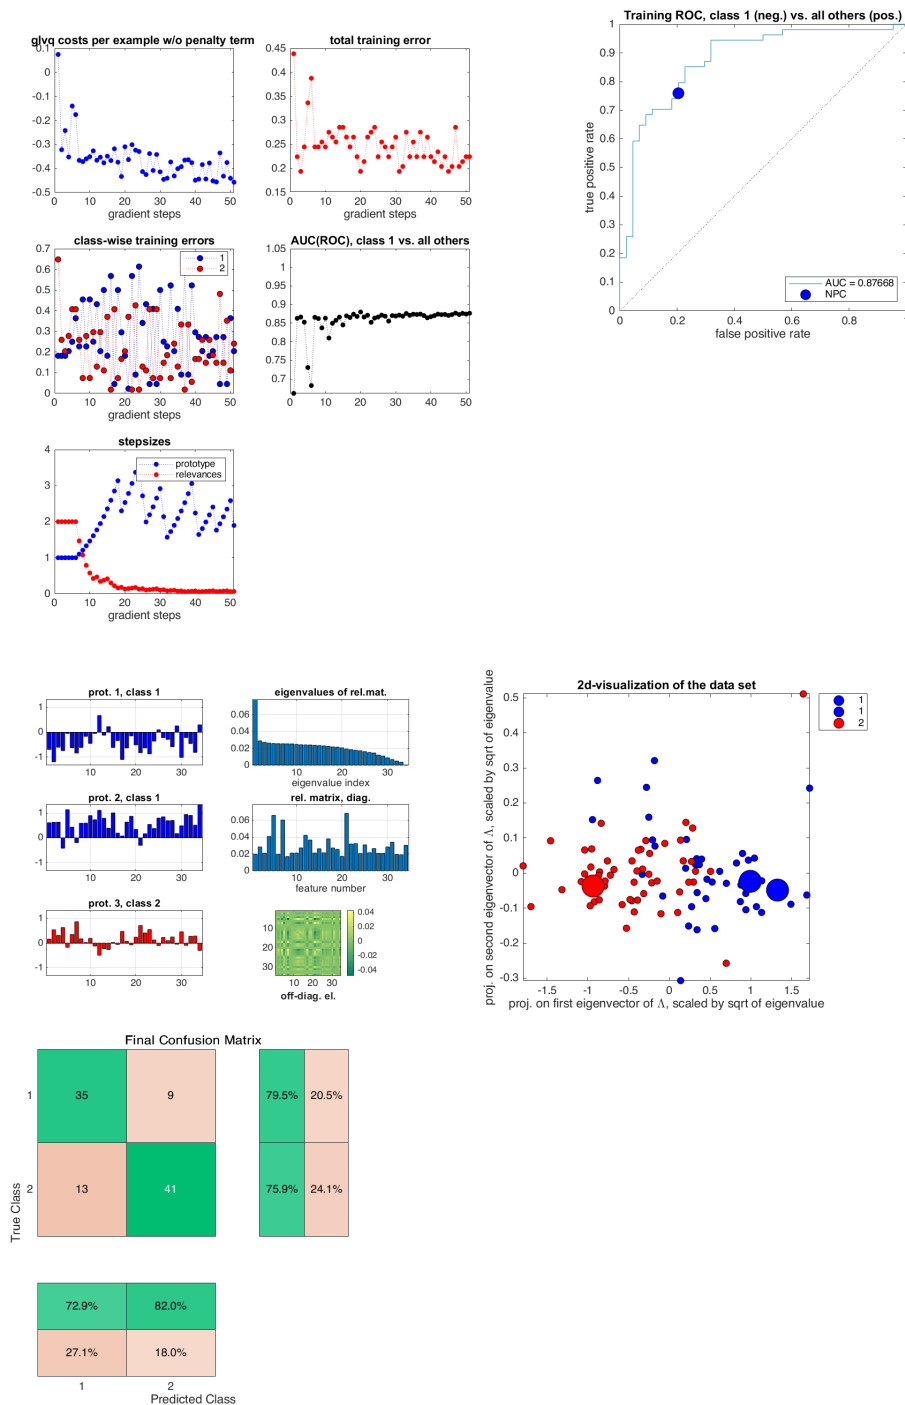 glvq costs per example w/o penalty term
0.1
0
-0.1
-0.2
-0.3
-0.4
-0.5
0 10 20 30 40 50
gradient steps
total training error
0.45
0.4
0.35
0.3
0.25
0.2
0.15
0 10 20 30 40 50
gradient steps
Training ROC, class 1 (neg.) vs. all others (pos.)
true positive rate
1
0.9
0.8
0.7
0.6
0.5
0.4
0.3
0.2
0.1
0
0 0.2 0.4 0.6 0.8 1
false positive rate
AUC = 0.87668
NPC
class-wise training errors
0.7
0.6
0.5
0.4
0.3
0.2
0.1
0
0 10 20 30 40 50
gradient steps
1
2
AUC(ROC), class 1 vs. all others
1.05
1
0.95
0.9
0.85
0.8
0.75
0.7
0 10 20 30 40 50
gradient steps
stepsizes
4
3
2
1
0
0 10 20 30 40 50
gradient steps
prototype
relevances
prot. 1, class 1
1
0
-1
10 20 30
eigenvalues of rel.mat.
0.06
0.04
0.02
0
10 20 30
eigenvalue index
prot. 2, class 1
1
0
-1
10 20 30
rel. matrix, diag.
0.06
0.04
0.02
0
10 20 30
feature number
prot. 3, class 2
1
0
-1
10 20 30
10
20
30
10 20 30
off-diag. el.
0.04
0.02
0
-0.02
-0.04
2d-visualization of the data set
proj. on second eigenvector of Λ, scaled by sqrt of eigenvalue
0.5
0.4
0.3
0.2
0.1
0
-0.1
-0.2
-0.3
-1.5 -1 -0.5 0 0.5 1 1.5
proj. on first eigenvector of Λ, scaled by sqrt of eigenvalue
1
1
2
Final Confusion Matrix
True Class
1
35 9
79.5% 20.5%
2
13 41
75.9% 24.1%
72.9% 82.0%
27.1% 18.0%
1 2
Predicted Class